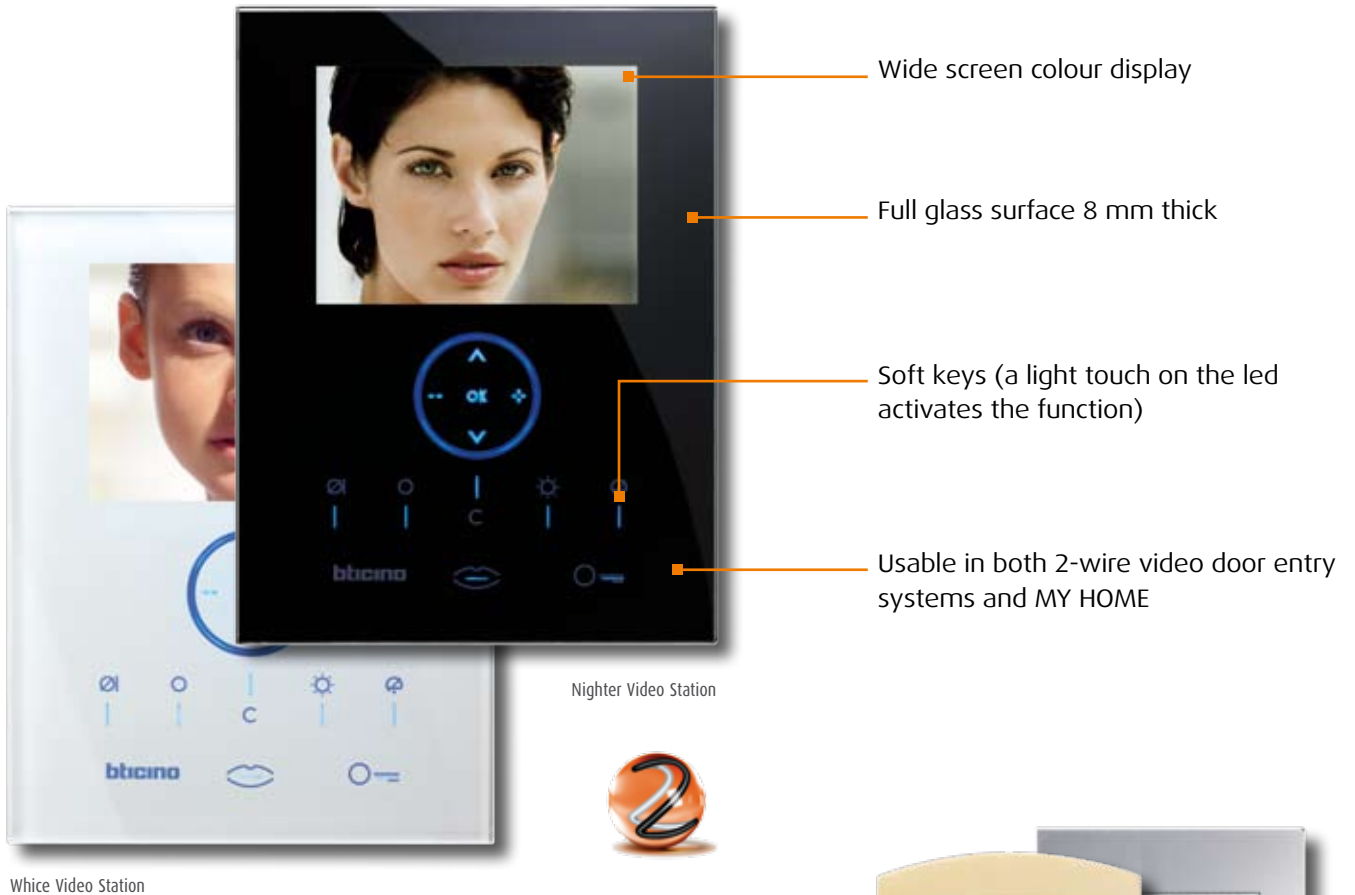 Wide screen colour display
Full glass surface 8 mm thick
Soft keys (a light touch on the led
activates the function)
Usable in both 2-wire video door entry
systems and MY HOME
OK
C
bticino
Nighter Video Station
C
bticino
Whice Video Station